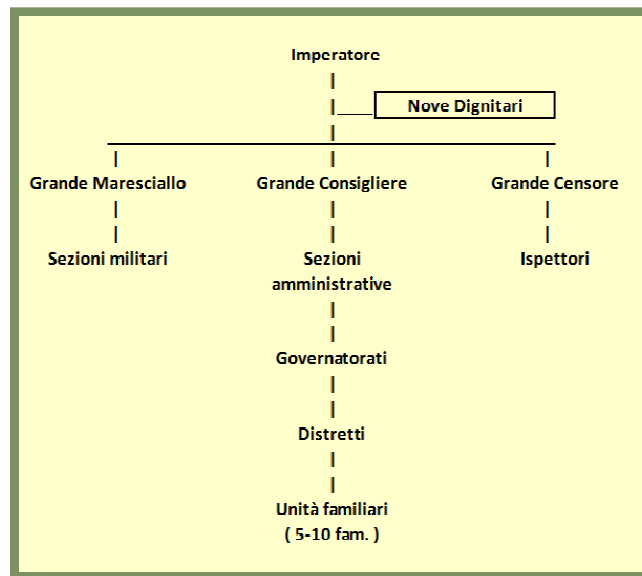 Imperatore
Nove Dignitari
Grande Maresciallo Grande Consigliere Grande Censore
Sezioni militari Sezioni Ispettori
amministrative
Governatorati
Distretti
Unità familiari
( 5-10 fam. )